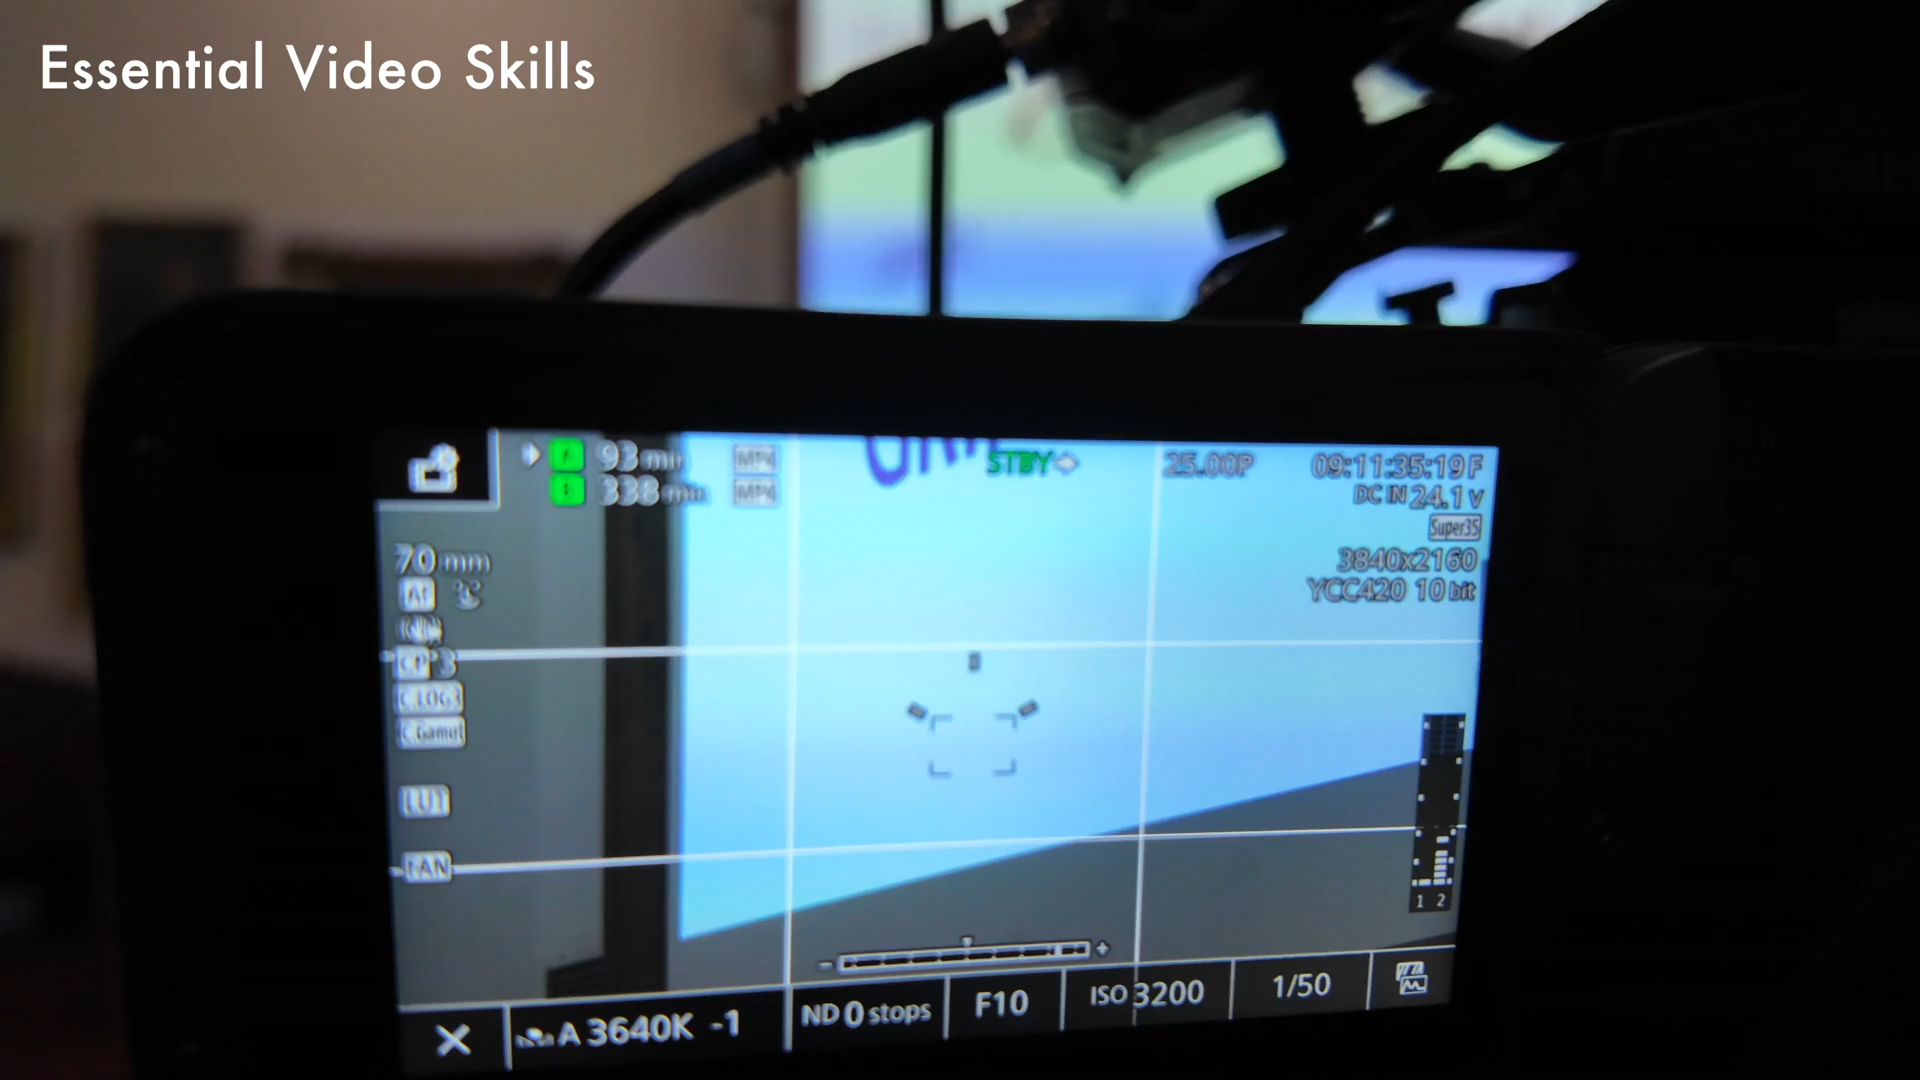 Essential Video Skills
A 93 min MP4
STBY
25.00P
09:11:35:19 F
B 338 min MP4
DC IN 24.1 V
Super35
70 mm
3840x2160
AF
YCC420 10 bit
CP 3
C.LOG3
C.Gamut
LUT
FAN
1 2
- +
A 3640K -1
ND 0 stops
F10
ISO 3200
1/50